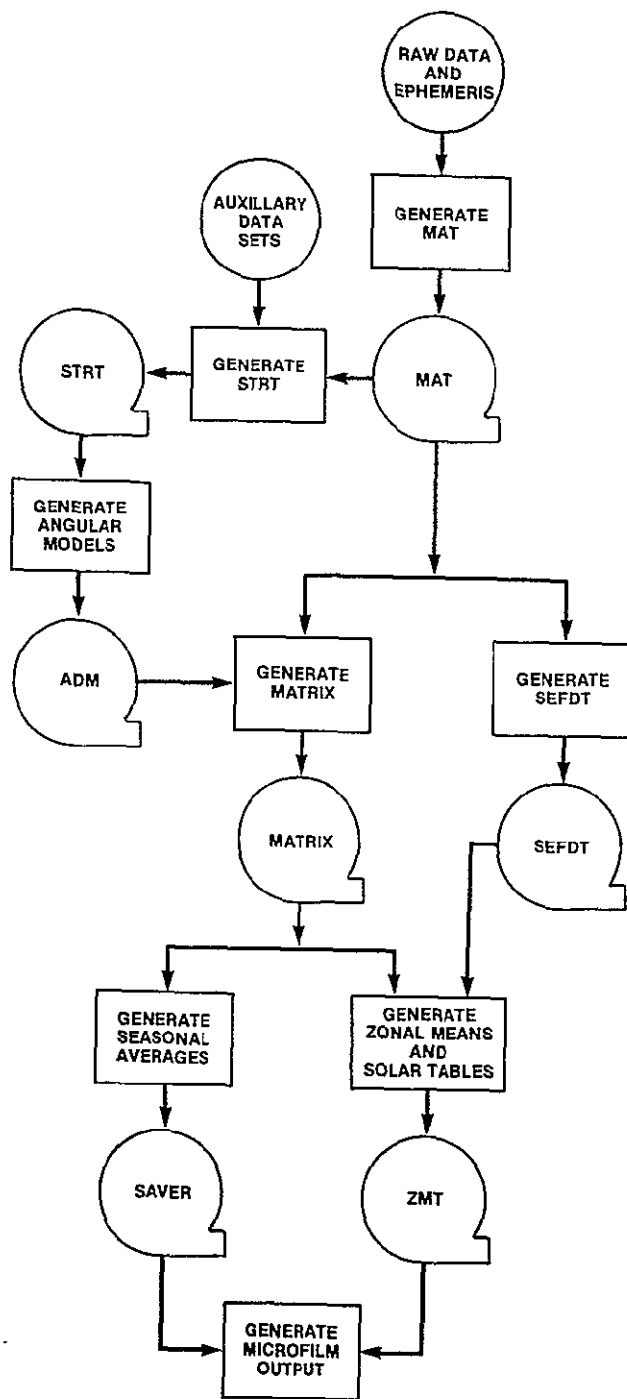 RAW DATA
AND
EPHEMERIS
GENERATE
MAT
AUXILLARY
DATA
SETS
GENERATE
STRT
STRT
MAT
GENERATE
ANGULAR
MODELS
ADM
GENERATE
MATRIX
GENERATE
SEFDT
MATRIX
SEFDT
GENERATE
SEASONAL
AVERAGES
GENERATE
ZONAL MEANS
AND
SOLAR TABLES
SAVER
ZMT
GENERATE
MICROFILM
OUTPUT